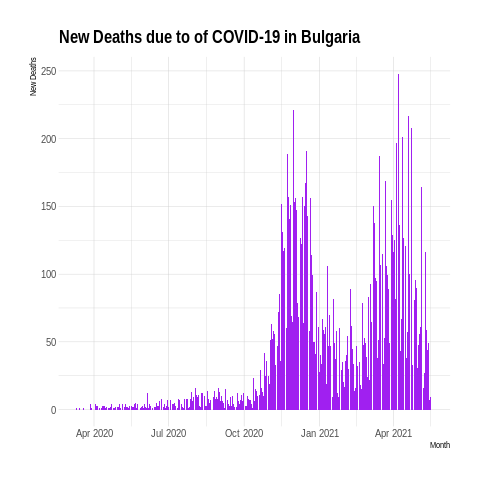 New Deaths due to of COVID-19 in Bulgaria
New Deaths
250
200
150
100
50
0
Apr 2020
Jul 2020
Oct 2020
Jan 2021
Apr 2021
Month